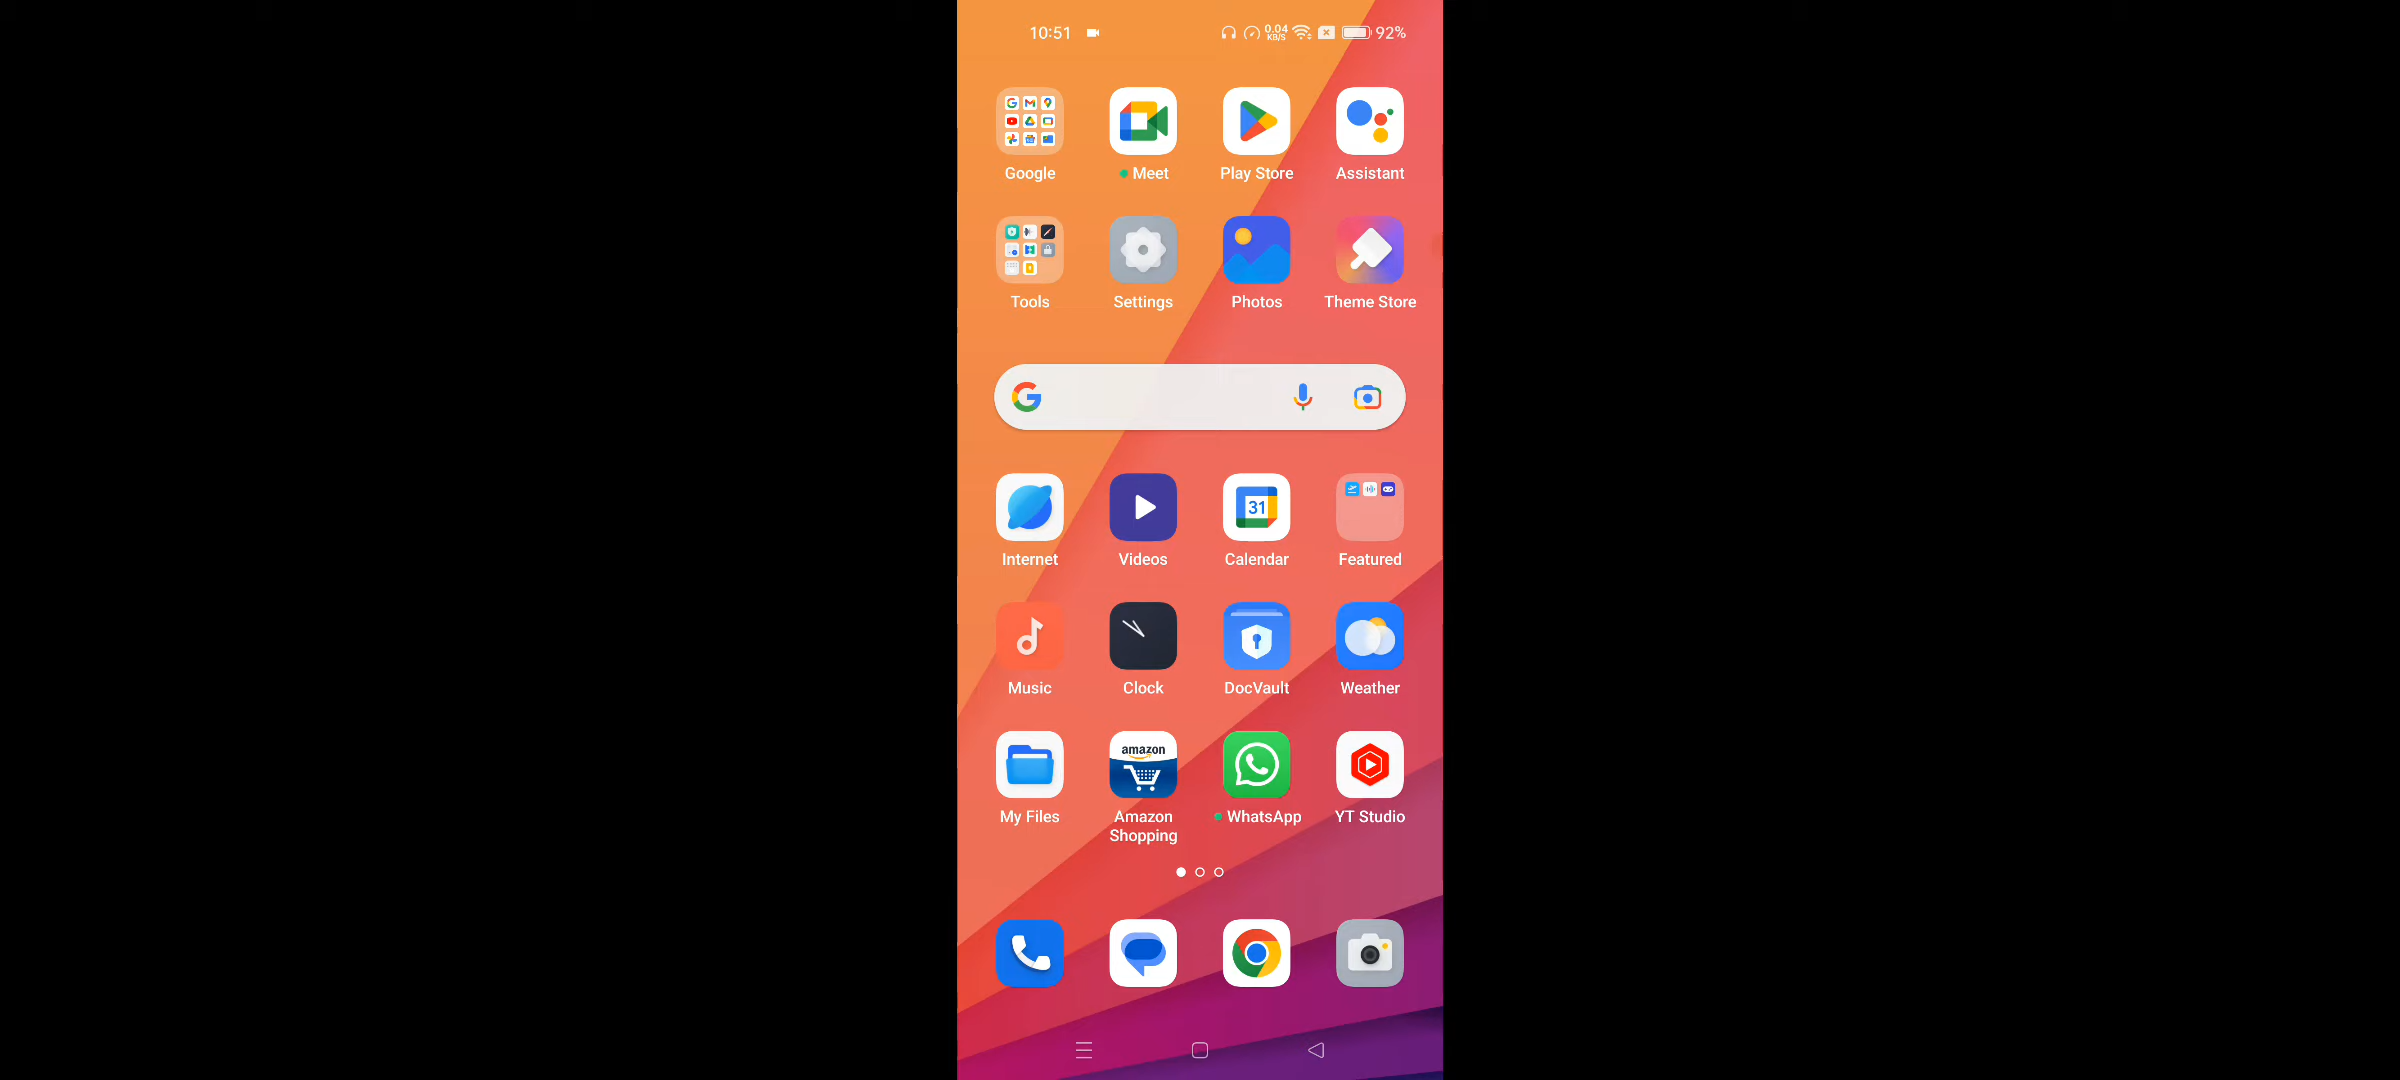 10:51 0.04 KB/S 92%
Google Meet Play Store Assistant
Tools Settings Photos Theme Store
31
Internet Videos Calendar Featured
Music Clock DocVault Weather
amazon
My Files Amazon Shopping WhatsApp YT Studio